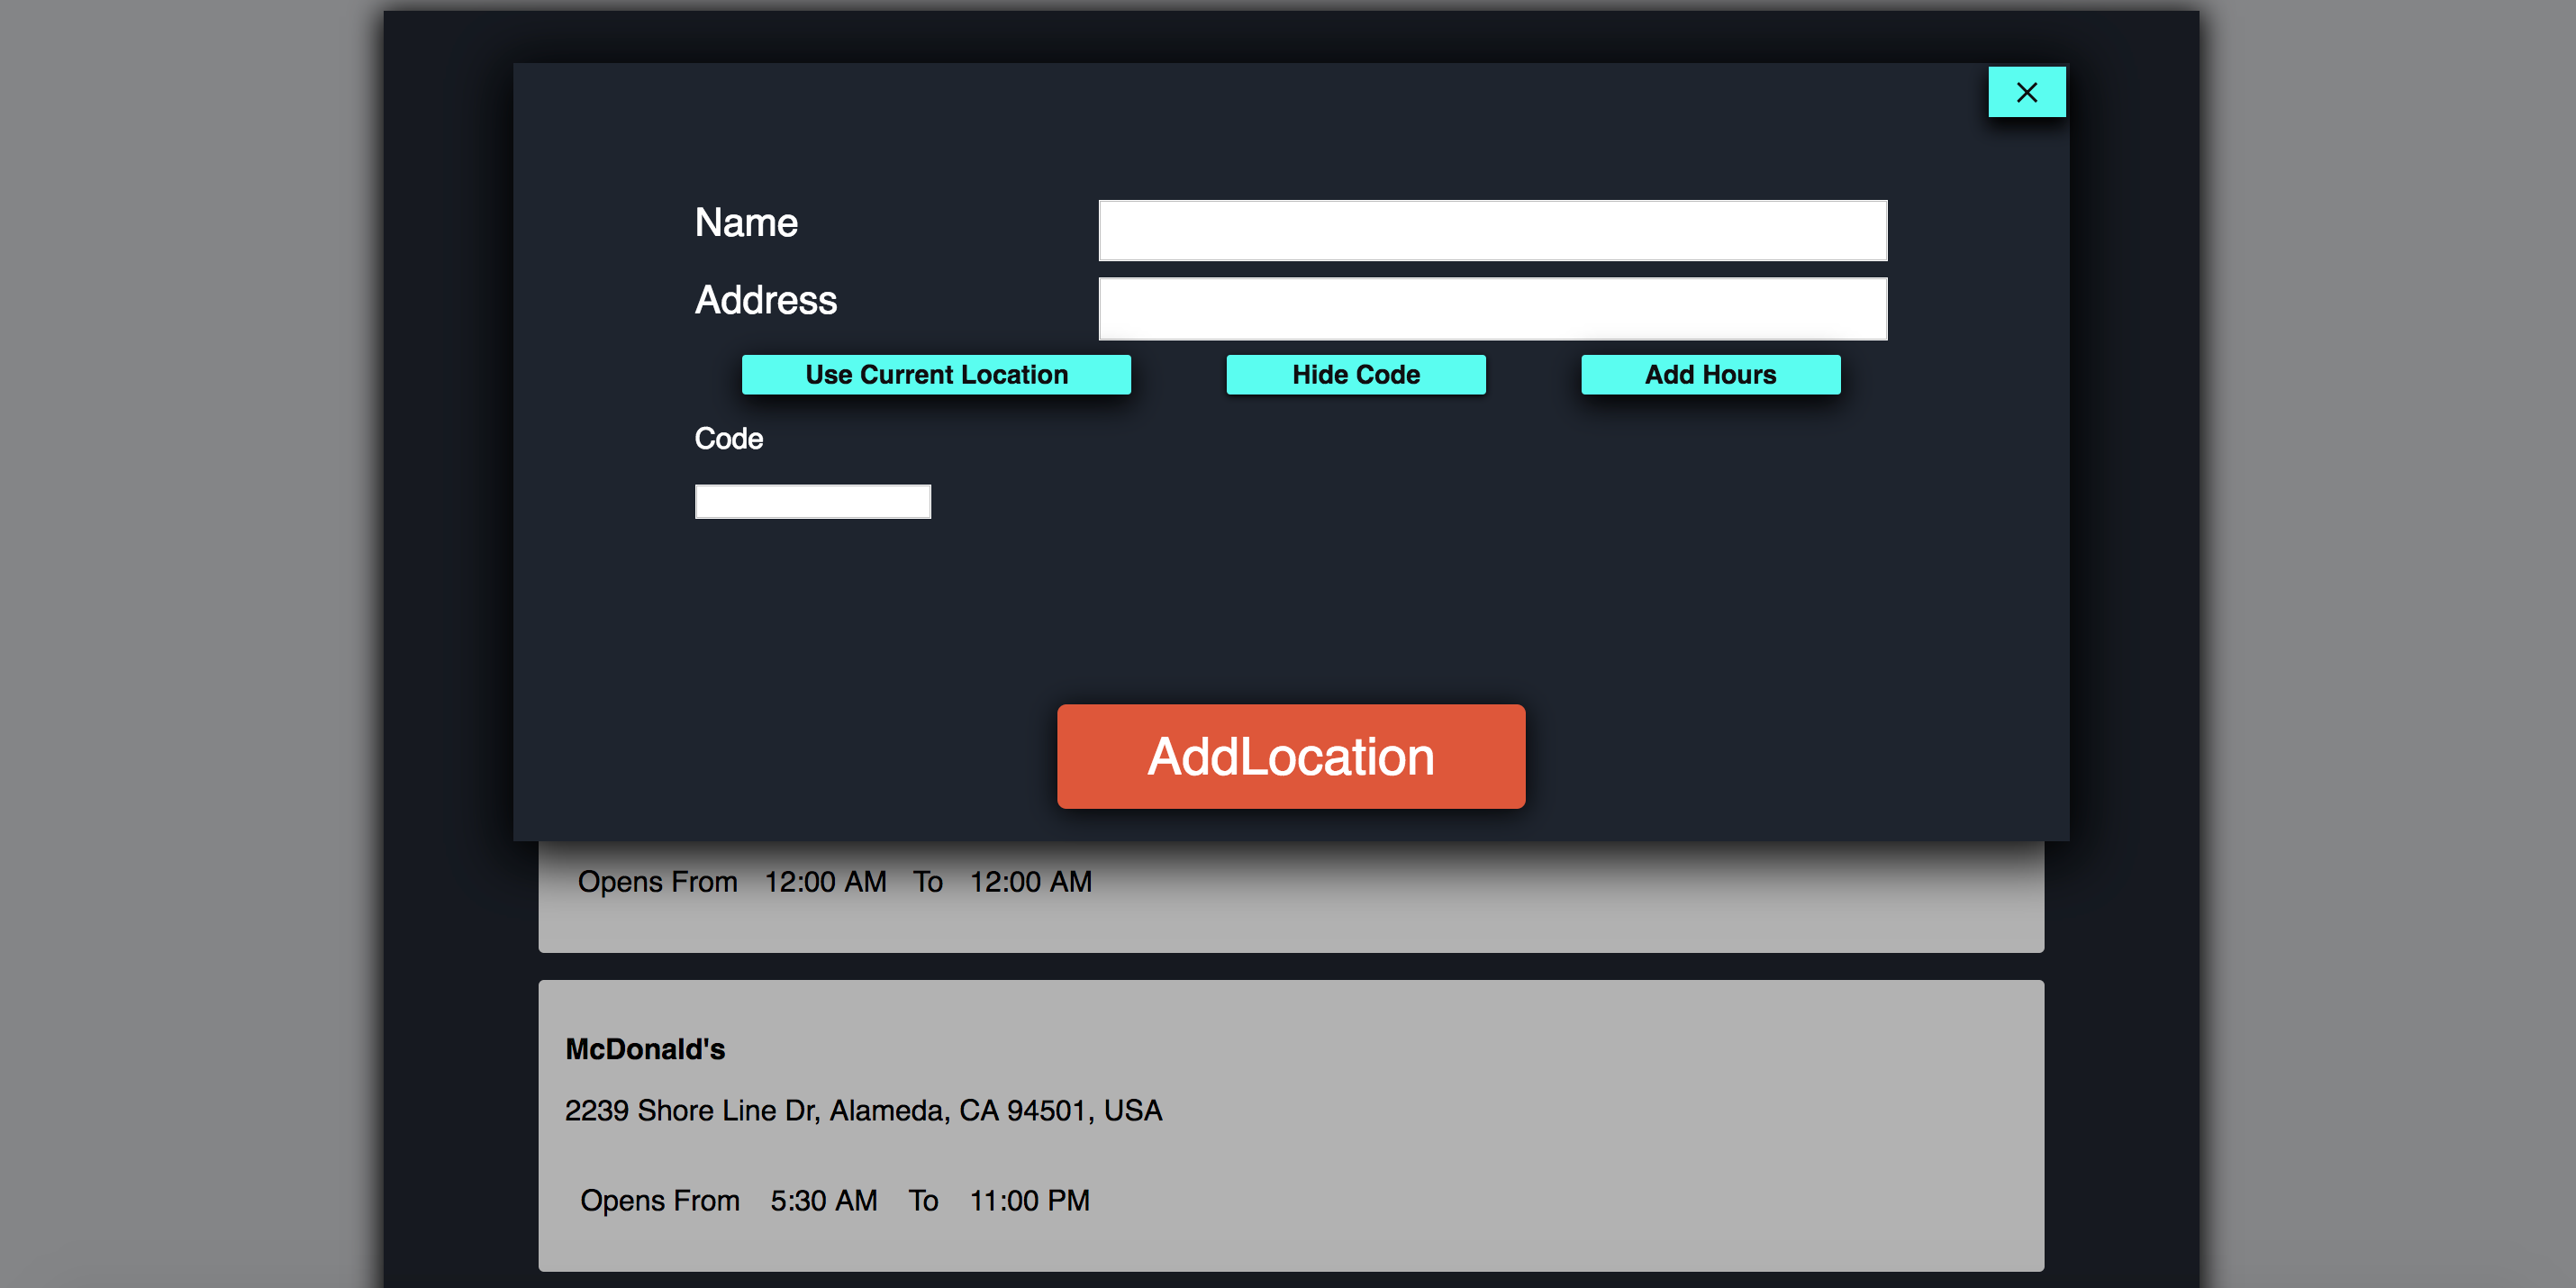 Name
Address
Use Current Location Hide Code Add Hours
Code
AddLocation
Opens From 12:00 AM To 12:00 AM
McDonald's
2239 Shore Line Dr, Alameda, CA 94501, USA
Opens From 5:30 AM To 11:00 PM